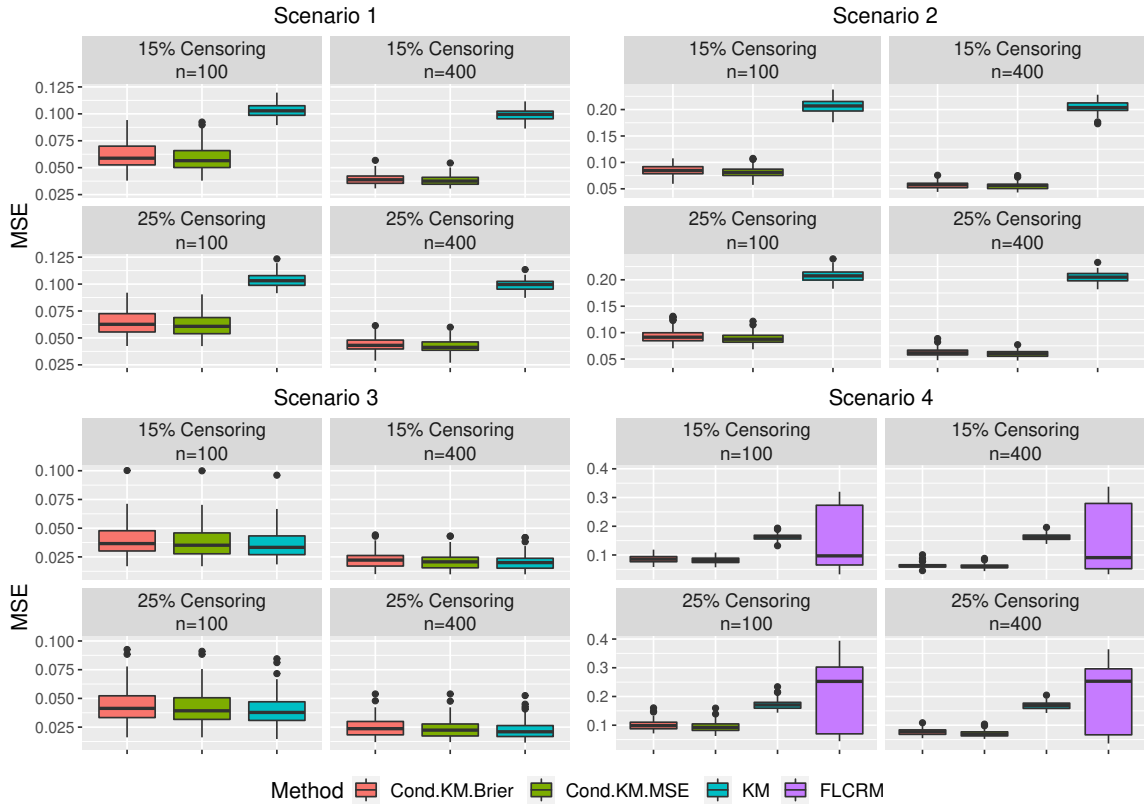 Scenario 1
Scenario 2
15% Censoring
n=100
15% Censoring
n=400
15% Censoring
n=100
15% Censoring
n=400
0.125
0.100
0.075
0.050
0.025
0.20
0.15
0.10
0.05
25% Censoring
n=100
25% Censoring
n=400
25% Censoring
n=100
25% Censoring
n=400
0.125
0.100
0.075
0.050
0.025
0.20
0.15
0.10
0.05
MSE
Scenario 3
Scenario 4
15% Censoring
n=100
15% Censoring
n=400
15% Censoring
n=100
15% Censoring
n=400
0.100
0.075
0.050
0.025
0.4
0.3
0.2
0.1
25% Censoring
n=100
25% Censoring
n=400
25% Censoring
n=100
25% Censoring
n=400
0.100
0.075
0.050
0.025
0.4
0.3
0.2
0.1
MSE
Method Cond.KM.Brier Cond.KM.MSE KM FLCRM